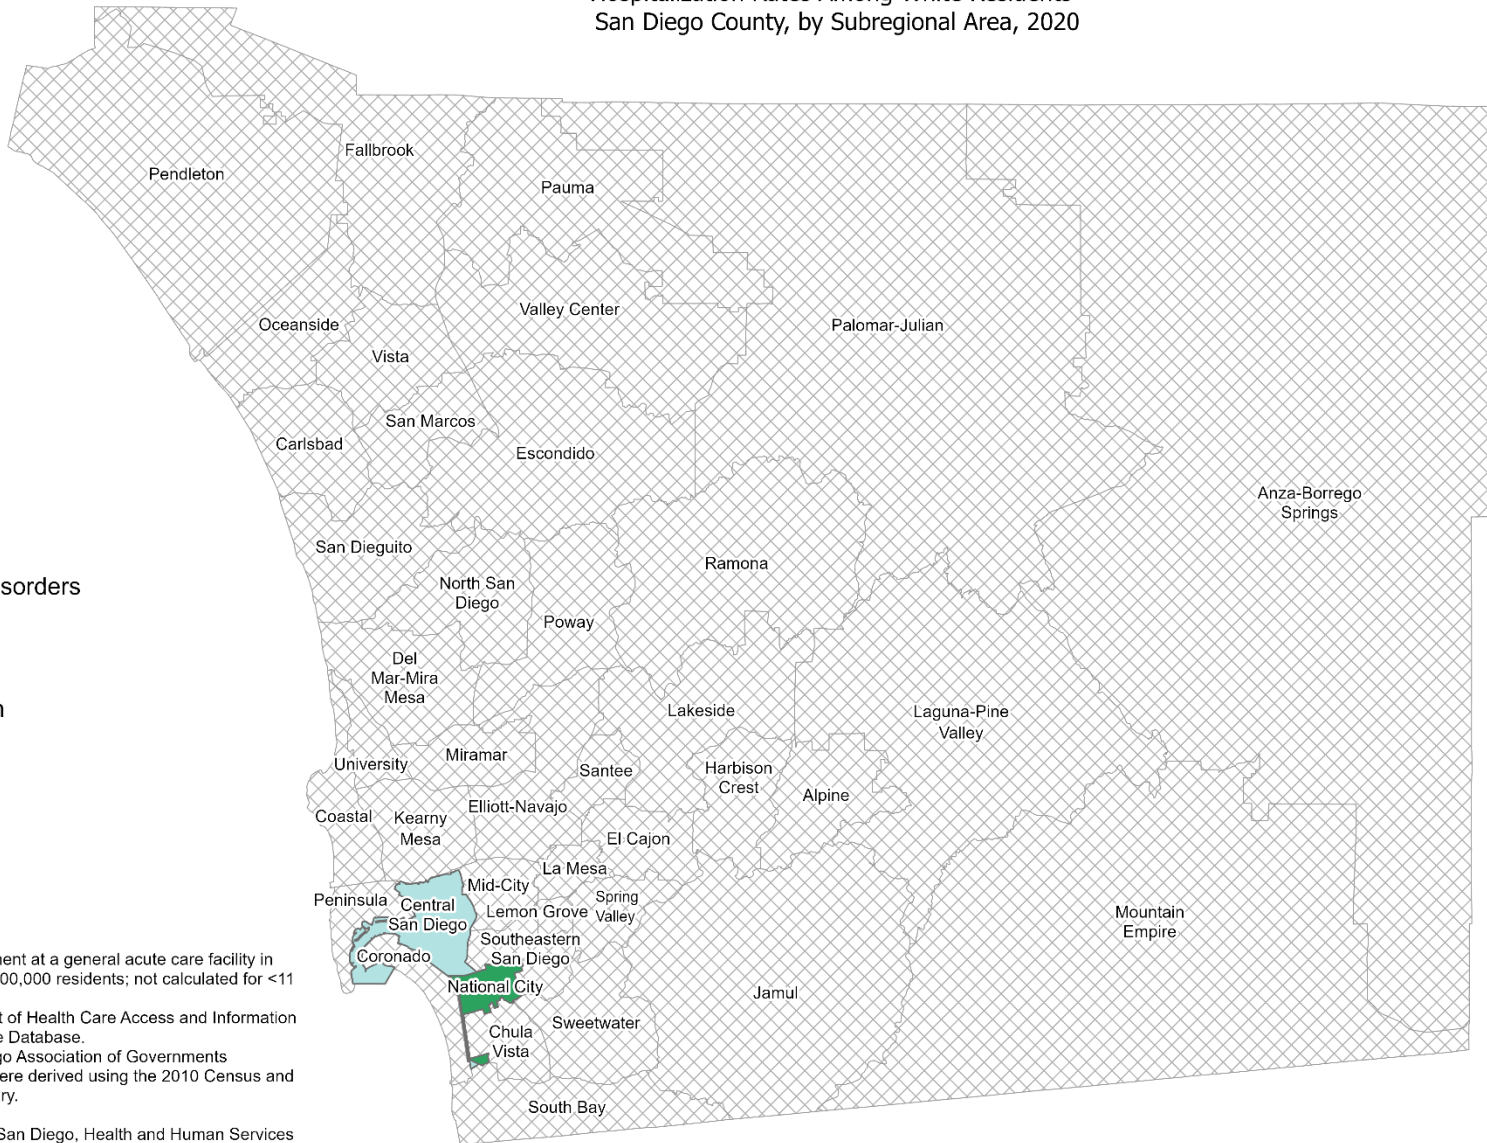 San Diego County, by Subregional Area, 2020
Fallbrook
Pendleton
Pauma
Valley Center
Oceanside
Palomar-Julian
Vista
San Marcos
Carlsbad
Escondido
Anza-Borrego
Springs
San Dieguito
Ramona
North San
Diego
sorders
Poway
Del
Mar-Mira
Mesa
n
Lakeside
Laguna-Pine
Valley
Miramar
University
Santee
Harbison
Crest
Alpine
Elliott-Navajo
Coastal
Kearny
Mesa
El Cajon
La Mesa
Mid-City
Peninsula
Central
San Diego
Spring
Valley
Lemon Grove
Mountain
Empire
Southeastern
San Diego
Coronado
National City
Jamul
Sweetwater
Chula
Vista
South Bay
ment at a general acute care facility in
00,000 residents; not calculated for <11
t of Health Care Access and Information
e Database.
go Association of Governments
ere derived using the 2010 Census and
ry.
San Diego, Health and Human Services